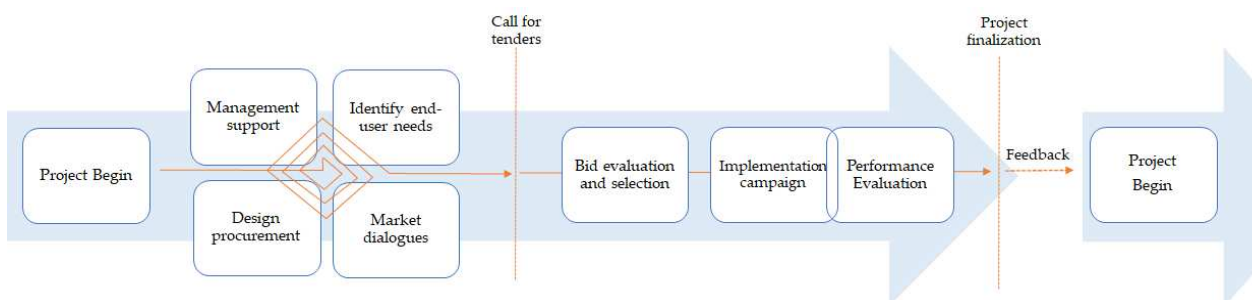 Call for
tenders
Project
finalization
Management
support
Identify end-
user needs
Project Begin
Bid evaluation
and selection
Implementation
campaign
Performance
Evaluation
Feedback
Project
Begin
Design
procurement
Market
dialogues